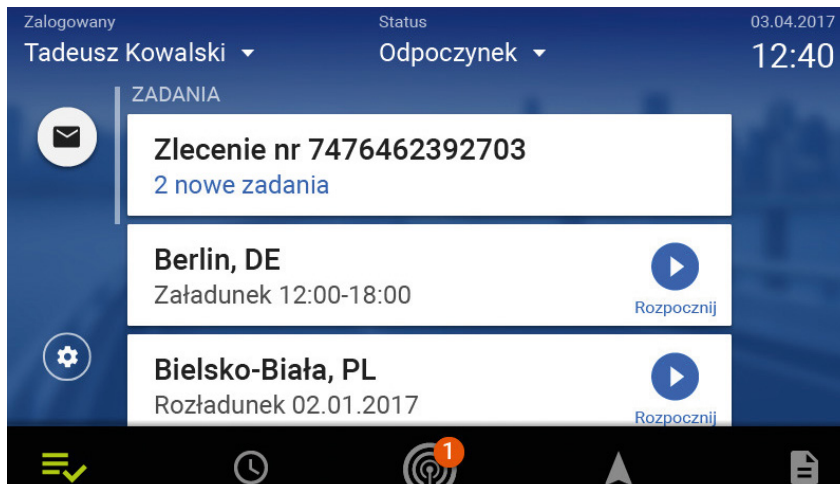 Zalogowany
Tadeusz Kowalski
Status
Odpoczynek
03.04.2017
12:40
ZADANIA
Zlecenie nr 7476462392703
2 nowe zadania
Berlin, DE
Załadunek 12:00-18:00
Rozpocznij
Bielsko-Biała, PL
Rozładunek 02.01.2017
Rozpocznij
1